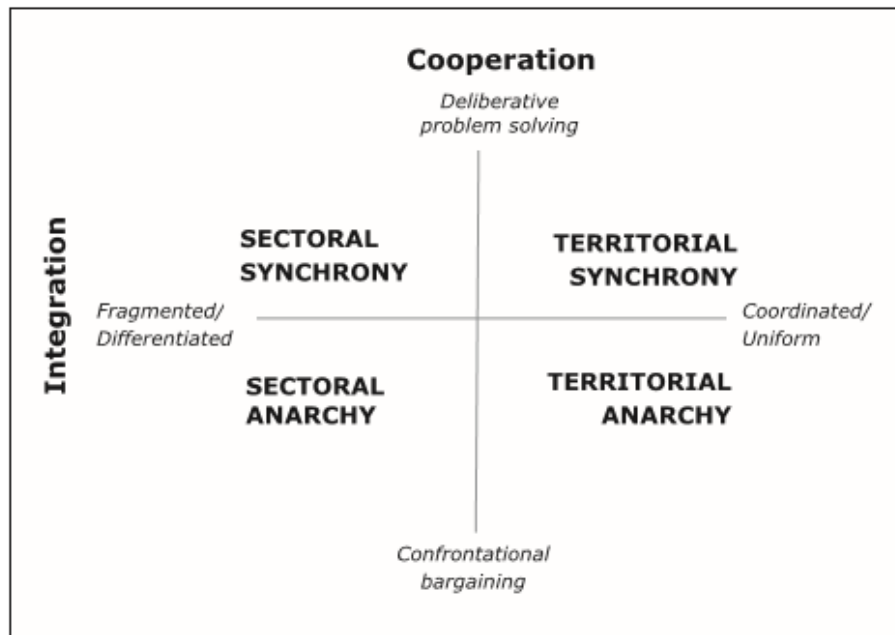 Cooperation
Deliberative
problem solving
Integration
SECTORAL
SYNCHRONY
TERRITORIAL
SYNCHRONY
Fragmented/
Differentiated
Coordinated/
Uniform
SECTORAL
ANARCHY
TERRITORIAL
ANARCHY
Confrontational
bargaining